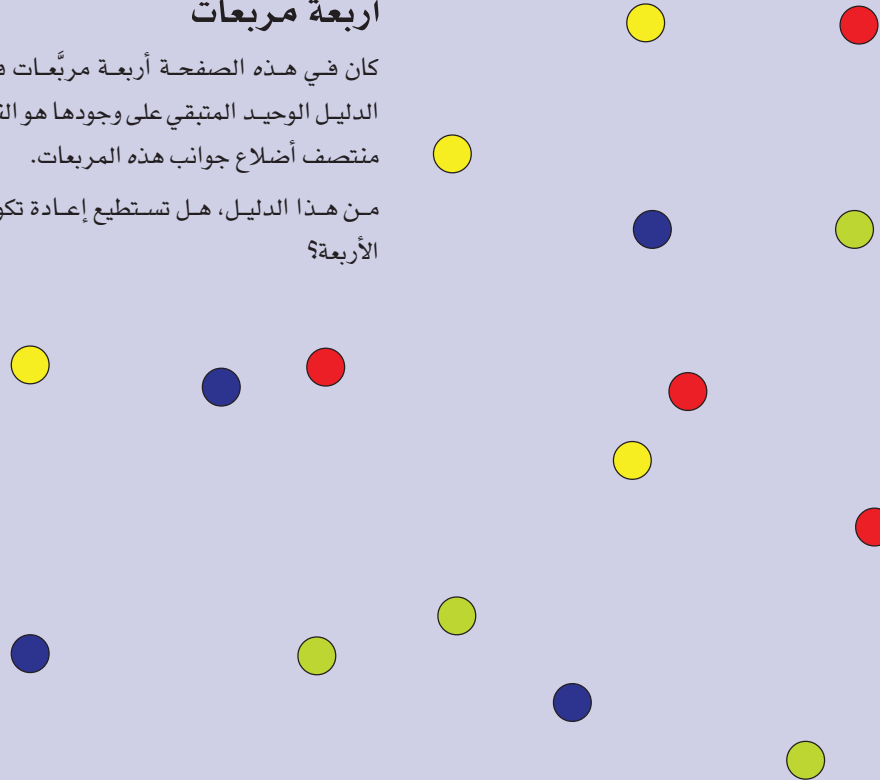 أربعة مربعات
كان في هذه الصفحة أربعة مربَّعات
الدليل الوحيد المتبقي على وجودها هو
منتصف أضلاع جوانب هذه المربعات.
من هذا الدليل، هل تستطيع إعادة
الأربعة؟